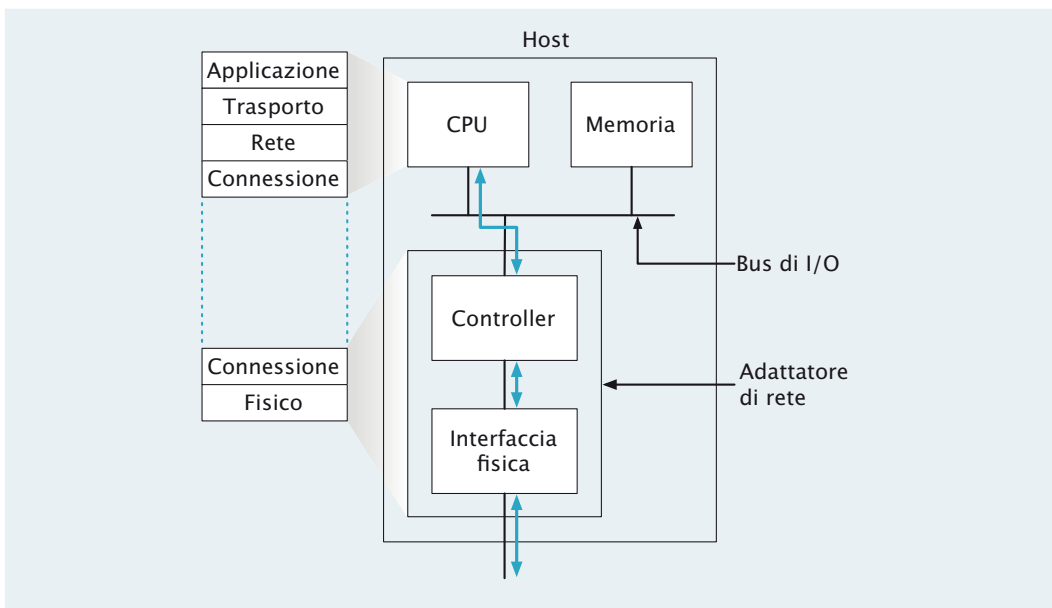 Host
Applicazione
Trasporto
Rete
Connessione
CPU
Memoria
Bus di I/O
Controller
Connessione
Fisico
Adattatore
di rete
Interfaccia
fisica